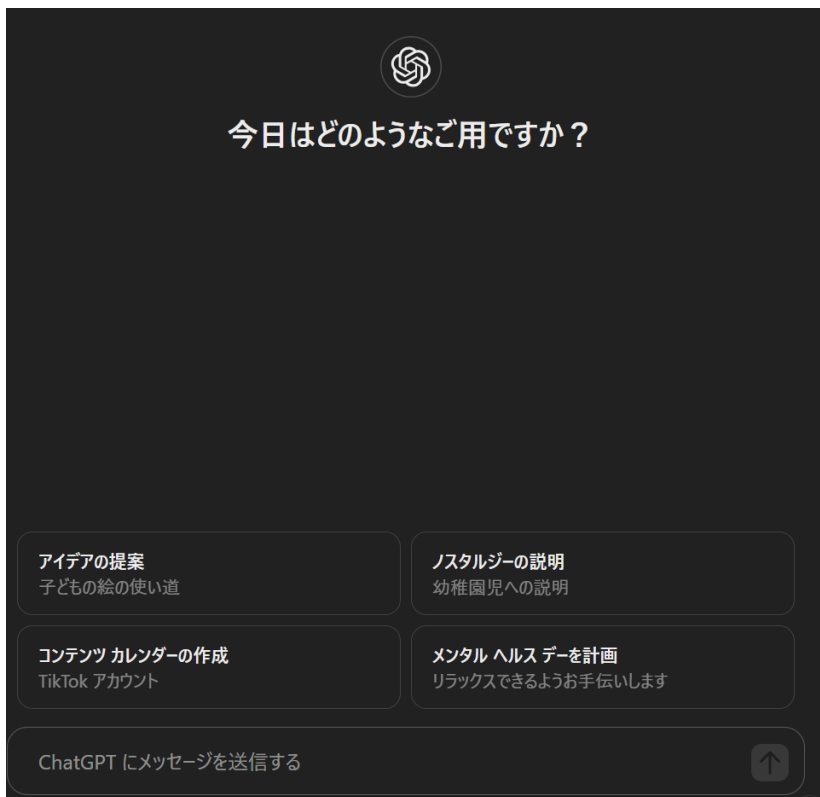 今日はどのようなご用ですか？
アイデアの提案
子どもの絵の使い道
ノスタルジーの説明
幼稚園児への説明
コンテンツ カレンダーの作成
TikTok アカウント
メンタル ヘルス デーを計画
リラックスできるようお手伝いします
ChatGPT にメッセージを送信する